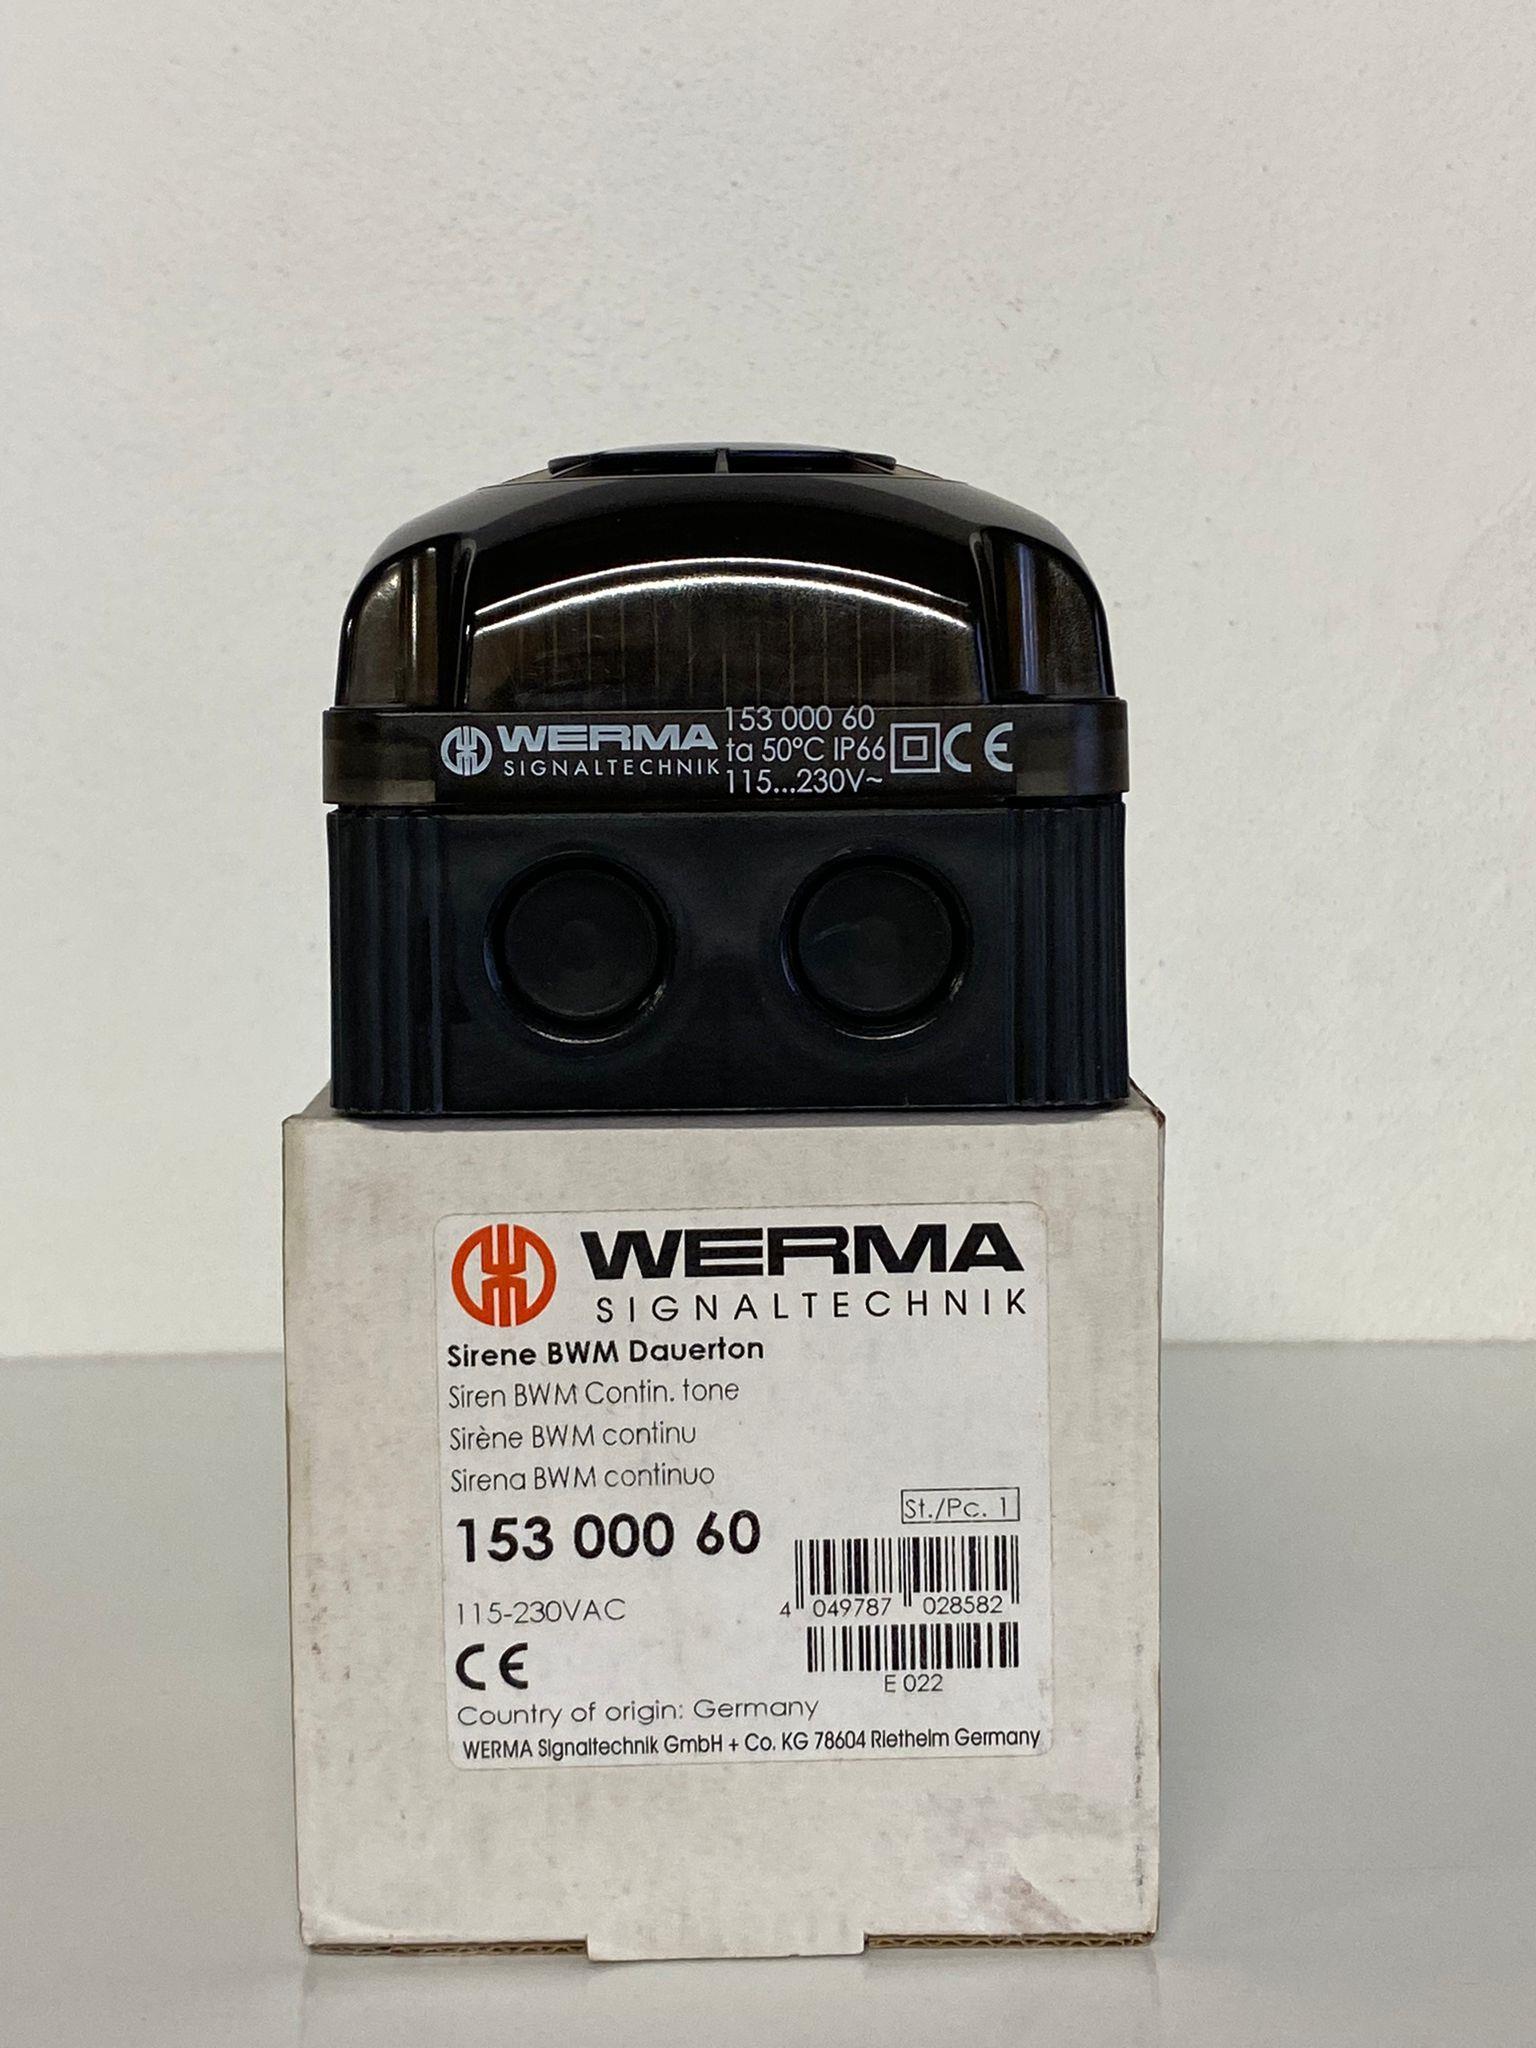 WERMA
SIGNALTECHNIK
153 000 60
ta 50°C IP66
115...230V~
CE
WERMA
SIGNALTECHNIK
Sirene BWM Dauerton
Siren BWM Contin. tone
Sirène BWM continu
Sirena BWM continuo
St./Pc. 1
153 000 60
115-230VAC
4 049787 028582
CE
E 022
Country of origin: Germany
WERMA Signaltechnik GmbH + Co. KG 78604 Rietheim Germany